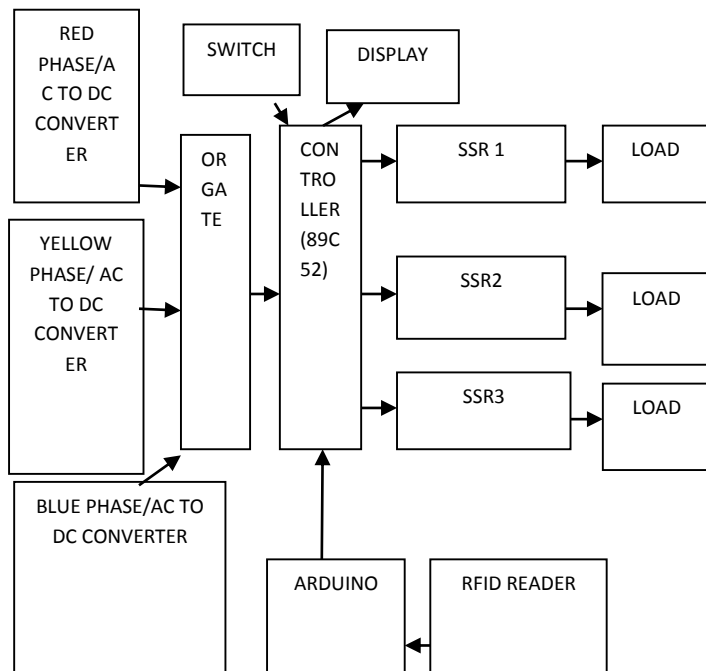 RED
PHASE/A
C TO DC
CONVERT
ER
SWITCH
DISPLAY
OR
GA
TE
CON
TRO
LLER
(89C
52)
SSR 1
LOAD
YELLOW
PHASE/ AC
TO DC
CONVERT
ER
SSR2
LOAD
SSR3
LOAD
BLUE PHASE/AC TO
DC CONVERTER
ARDUINO
RFID READER